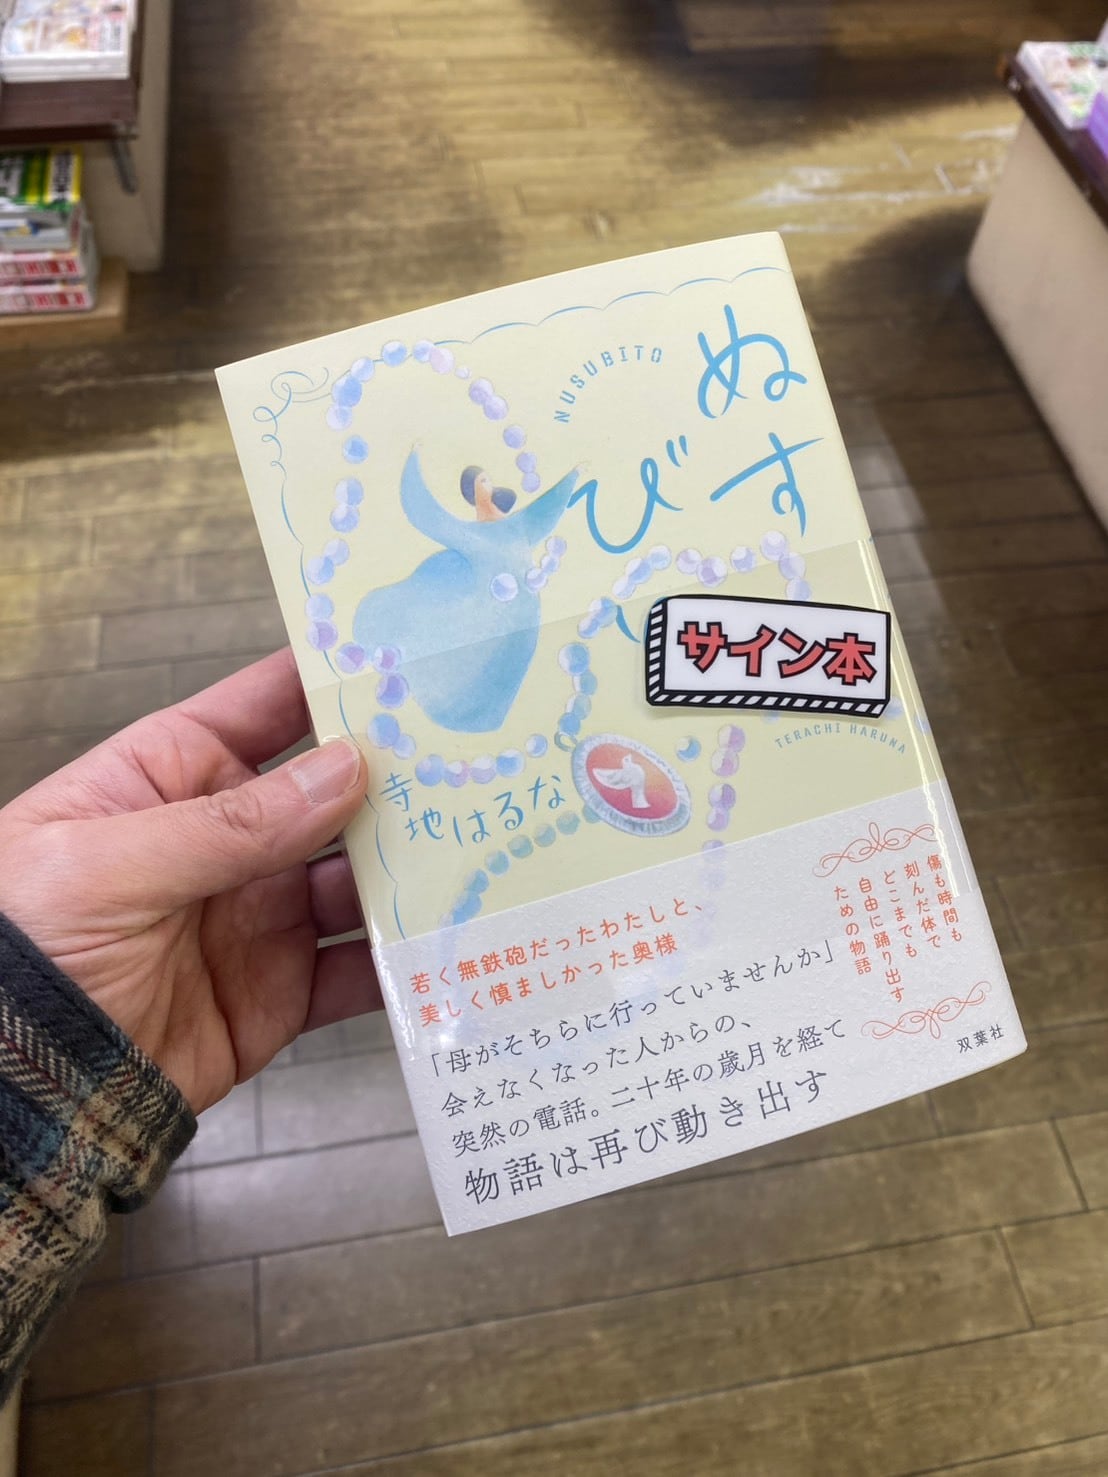 NUSUBITO
ぬす
び
サイン本
TERACHI HARUNA
寺地はるな
若く無鉄砲だったわたしと、
美しく慎ましかった奥様
「母がそちらに行っていませんか」
会えなくなった人からの、
突然の電話。二十年の歳月を経て
物語は再び動き出す
傷も時間も
刻んだ体で
どこまでも
自由に踊り出す
ための物語
双葉社